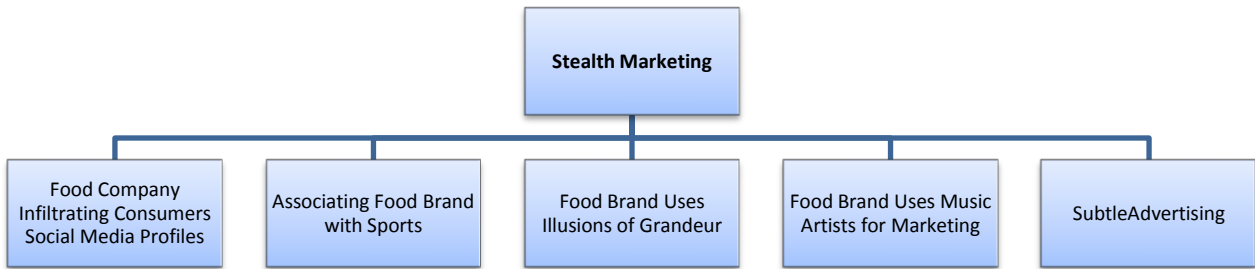 Stealth Marketing
Food Company
Infiltrating Consumers
Social Media Profiles
Associating Food Brand
with Sports
Food Brand Uses
Illusions of Grandeur
Food Brand Uses Music
Artists for Marketing
SubtleAdvertising